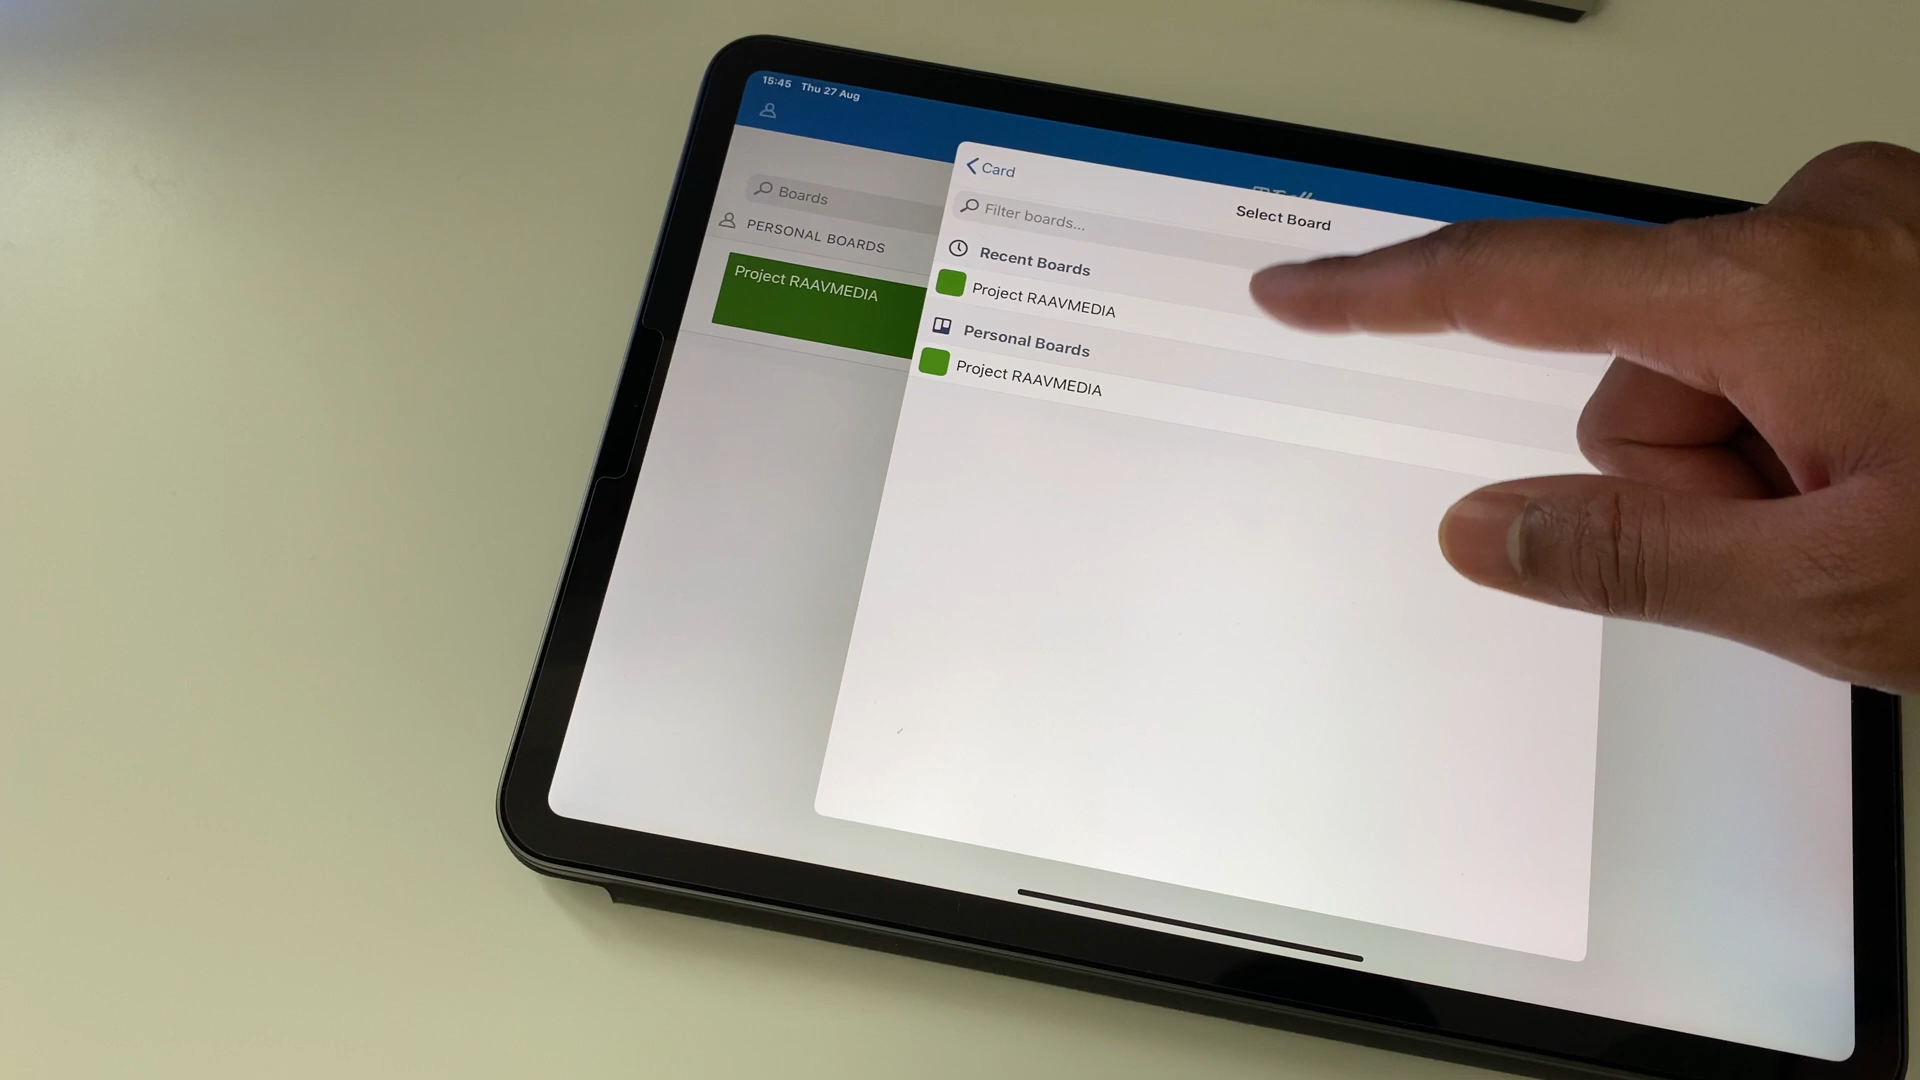 15:45 Thu 27 Aug
Boards
PERSONAL BOARDS
Project RAAVMEDIA
Card
Select Board
Filter boards...
Recent Boards
Project RAAVMEDIA
Personal Boards
Project RAAVMEDIA